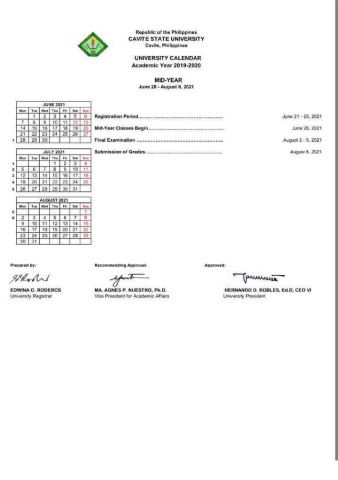 Republic of the Philippines
CAVITE STATE UNIVERSITY
Cavite, Philippines
UNIVERSITY CALENDAR
Academic Year 2019-2020
MID-YEAR
June 28 - August 6, 2021
JUNE 2021
Mon Tue Wed Thu Fri Sat Sun
1 2 3 4 5 6
7 8 9 10 11 12 13
14 15 16 17 18 19 20
21 22 23 24 25 26 27
1 28 29 30
Registration Period............................................ June 21 - 25, 2021
Mid-Year Classes Begin............................................ June 28, 2021
Final Examination ............................................ August 2 - 5, 2021
Submission of Grades ............................................ August 6, 2021
JULY 2021
Mon Tue Wed Thu Fri Sat Sun
1 1 2 3 4
2 5 6 7 8 9 10 11
3 12 13 14 15 16 17 18
4 19 20 21 22 23 24 25
5 26 27 28 29 30 31
AUGUST 2021
Mon Tue Wed Thu Fri Sat Sun
5 1
6 2 3 4 5 6 7 8
9 10 11 12 13 14 15
16 17 18 19 20 21 22
23 24 25 26 27 28 29
30 31
Prepared by: Recommending Approval: Approved:
EDWINA O. RODEROS MA. AGNES P. NUESTRO, Ph.D. HERNANDO D. ROBLES, Ed.D, CEO VI
University Registrar Vice President for Academic Affairs University President